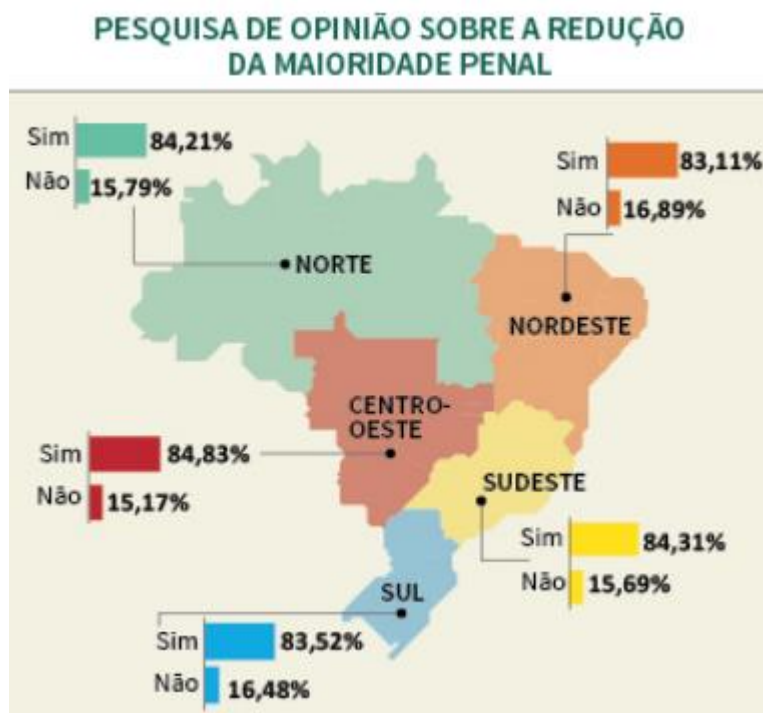 PESQUISA DE OPINIÃO SOBRE A REDUÇÃO
DA MAIORIDADE PENAL
Sim 84,21%
Não 15,79%
NORTE
Sim 83,11%
Não 16,89%
NORDESTE
CENTRO-
OESTE
Sim 84,83%
Não 15,17%
SUDESTE
Sim 84,31%
Não 15,69%
SUL
Sim 83,52%
Não 16,48%